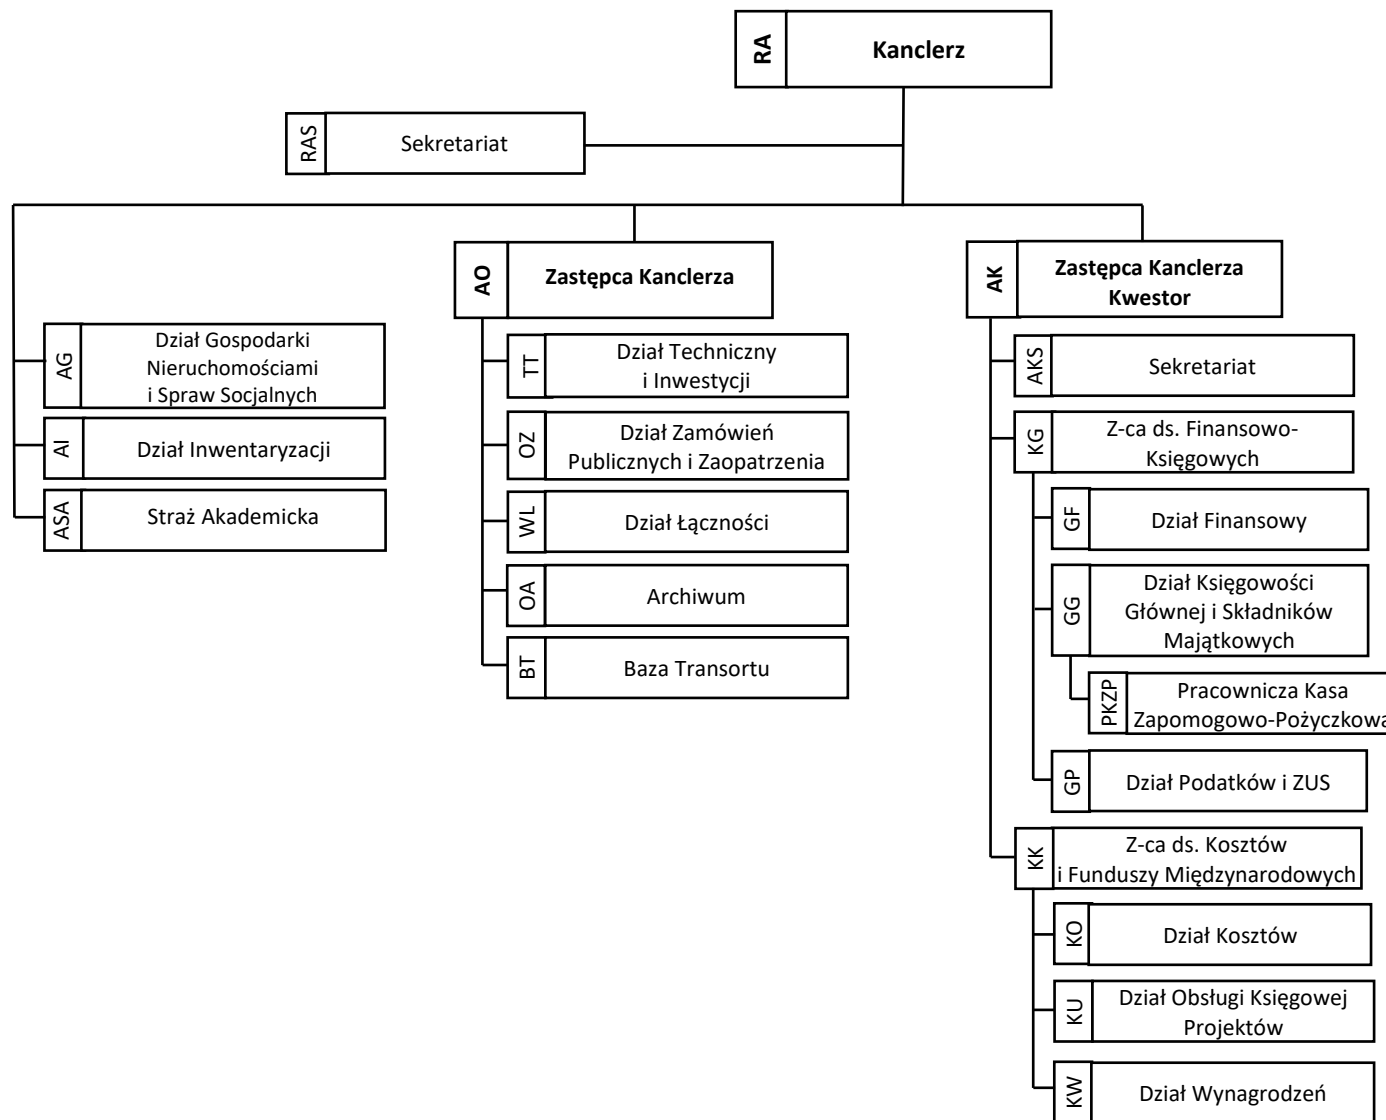 RA
Kanclerz
RAS
Sekretariat
AO
Zastępca Kanclerza
AK
Zastępca Kanclerza
Kwestor
AG
Dział Gospodarki
Nieruchomościami
i Spraw Socjalnych
AI
Dział Inwentaryzacji
ASA
Straż Akademicka
TT
Dział Techniczny
i Inwestycji
OZ
Dział Zamówień
Publicznych i Zaopatrzenia
WL
Dział Łączności
OA
Archiwum
BT
Baza Transortu
AKS
Sekretariat
KG
Z-ca ds. Finansowo-
Księgowych
GF
Dział Finansowy
GG
Dział Księgowości
Głównej i Składników
Majątkowych
PKZP
Pracownicza Kasa
Zapomogowo-Pożyczkowa
GP
Dział Podatków i ZUS
KK
Z-ca ds. Kosztów
i Funduszy Międzynarodowych
KO
Dział Kosztów
KU
Dział Obsługi Księgowej
Projektów
KW
Dział Wynagrodzeń